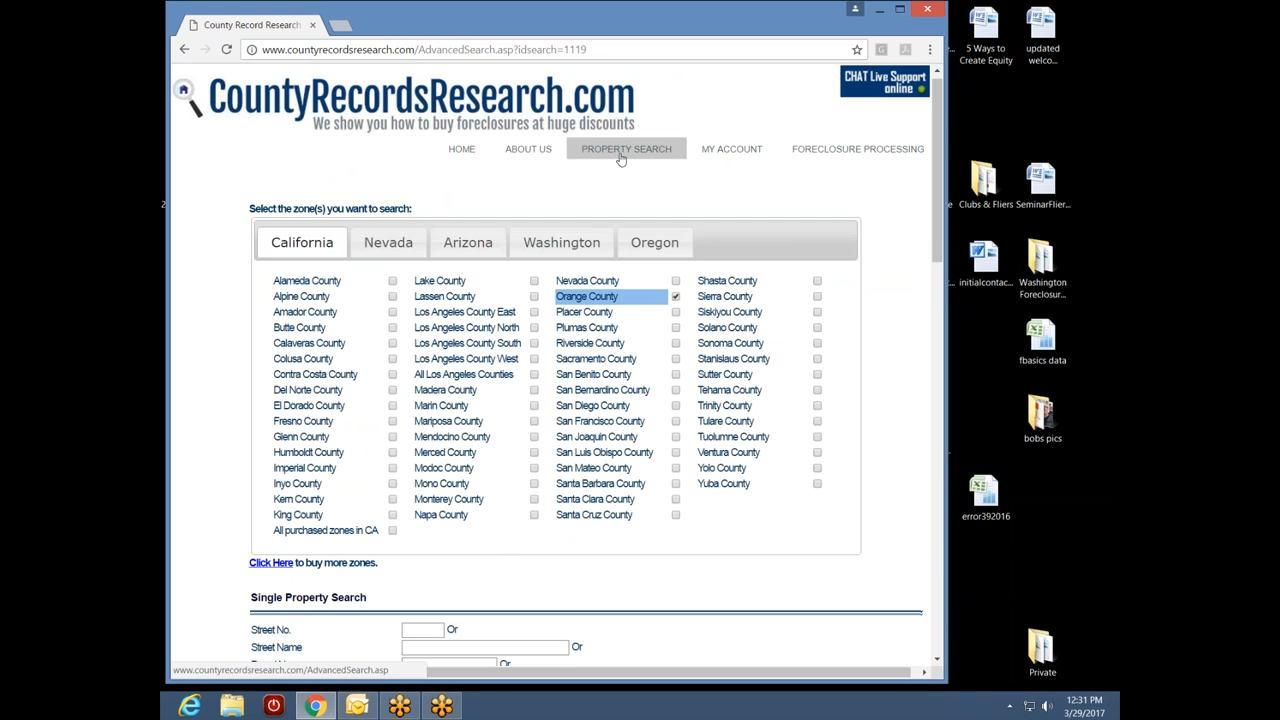 County Record Research
www.countyrecordsresearch.com/AdvancedSearch.asp?idsearch=1119
CHAT Live Support
online
CountyRecordsResearch.com
We show you how to buy foreclosures at huge discounts
HOME ABOUT US PROPERTY SEARCH MY ACCOUNT FORECLOSURE PROCESSING
Select the zone(s) you want to search:
California Nevada Arizona Washington Oregon
Alameda County Lake County Nevada County Shasta County
Alpine County Lassen County Orange County Sierra County
Amador County Los Angeles County East Placer County Siskiyou County
Butte County Los Angeles County North Plumas County Solano County
Calaveras County Los Angeles County South Riverside County Sonoma County
Colusa County Los Angeles County West Sacramento County Stanislaus County
Contra Costa County All Los Angeles Counties San Benito County Sutter County
Del Norte County Madera County San Bernardino County Tehama County
El Dorado County Marin County San Diego County Trinity County
Fresno County Mariposa County San Francisco County Tulare County
Glenn County Mendocino County San Joaquin County Tuolumne County
Humboldt County Merced County San Luis Obispo County Ventura County
Imperial County Modoc County San Mateo County Yolo County
Inyo County Mono County Santa Barbara County Yuba County
Kern County Monterey County Santa Clara County
King County Napa County Santa Cruz County
All purchased zones in CA
Click Here to buy more zones.
Single Property Search
Street No. Or
Street Name Or
Or
www.countyrecordsresearch.com/AdvancedSearch.asp
5 Ways to
Create Equity
updated
welco...
Clubs & Fliers
SeminarFlier...
initialcontac...
Washington
Foreclosur...
fbasics data
bobs pics
error392016
Private
12:31 PM
3/29/2017